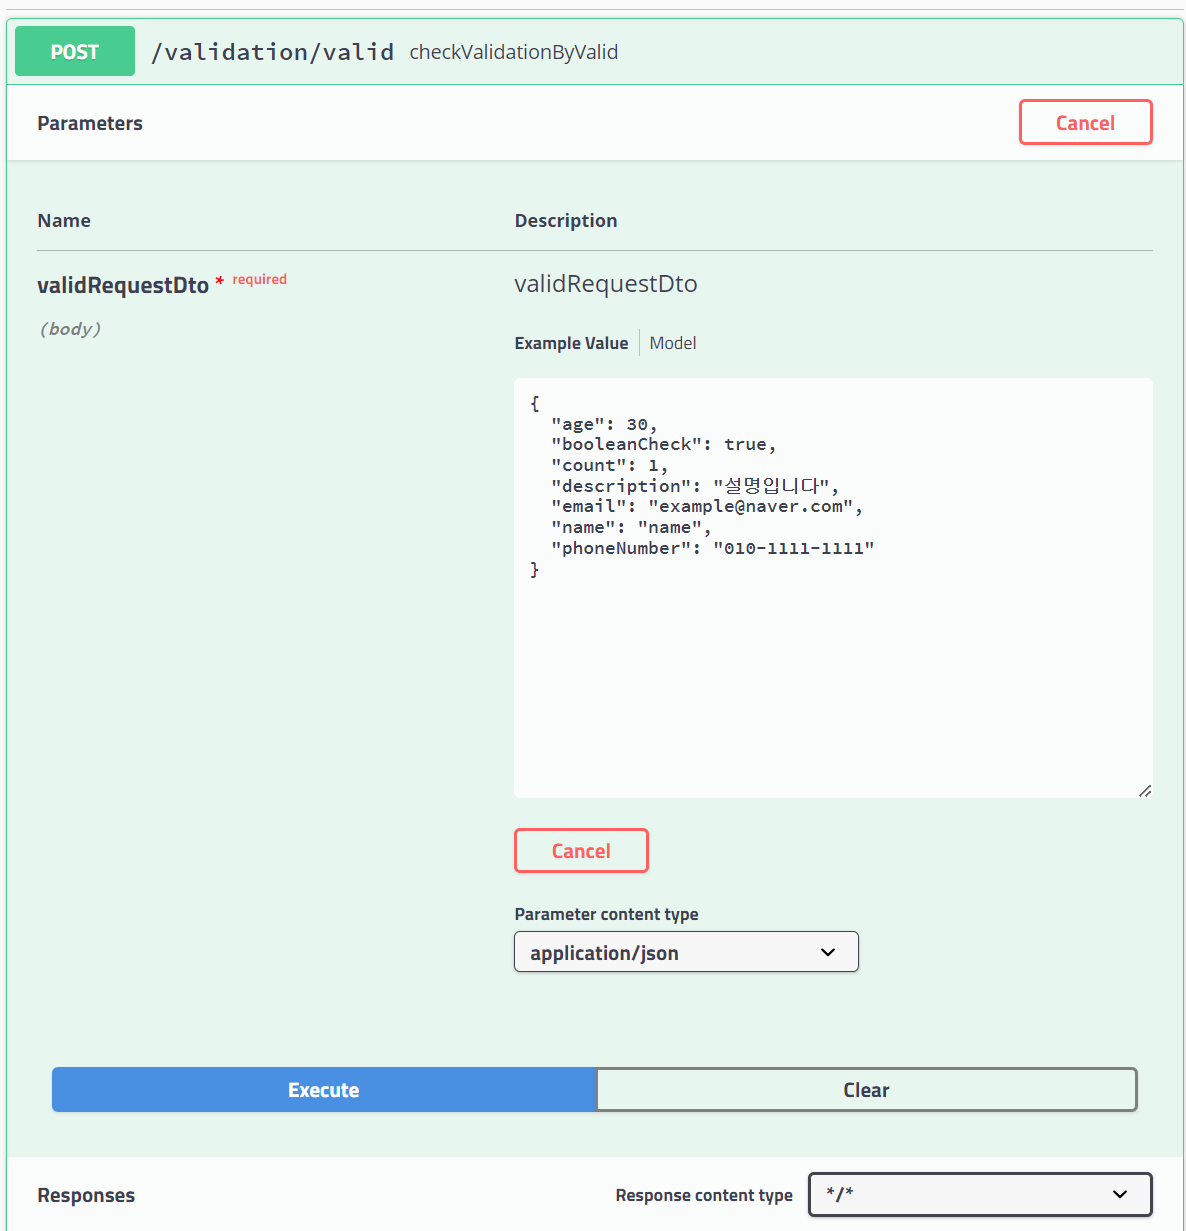 POST /validation/valid checkValidationByValid
Parameters
Cancel
Name
Description
validRequestDto * required
(body)
validRequestDto
Example Value Model
{
  "age": 30,
  "booleanCheck": true,
  "count": 1,
  "description": "설명입니다",
  "email": "example@naver.com",
  "name": "name",
  "phoneNumber": "010-1111-1111"
}
Cancel
Parameter content type
application/json
Execute
Clear
Responses
Response content type
*/*